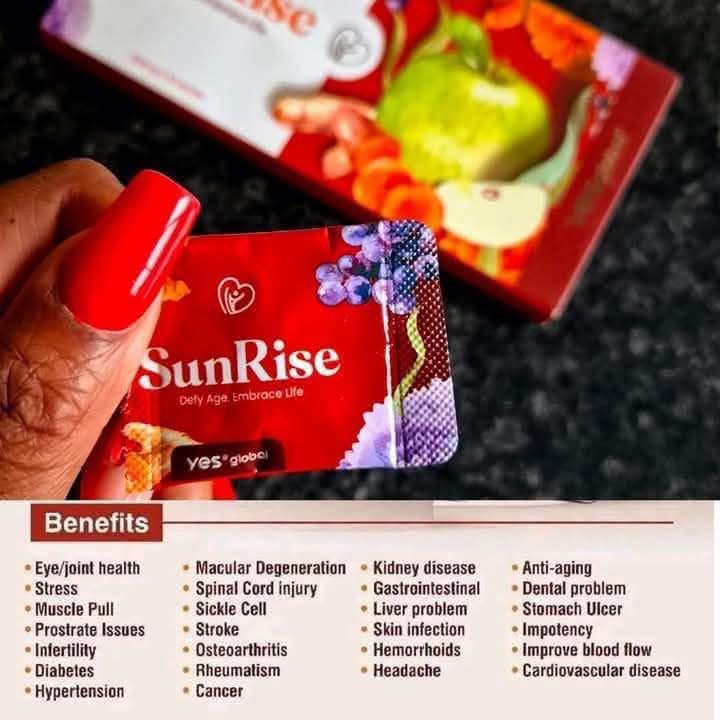 SunRise
Defy Age. Embrace Life
yes global
Benefits
• Eye/joint health
• Stress
• Muscle Pull
• Prostrate Issues
• Infertility
• Diabetes
• Hypertension
• Macular Degeneration
• Spinal Cord injury
• Sickle Cell
• Stroke
• Osteoarthritis
• Rheumatism
• Cancer
• Kidney disease
• Gastrointestinal
• Liver problem
• Skin infection
• Hemorrhoids
• Headache
• Anti-aging
• Dental problem
• Stomach Ulcer
• Impotency
• Improve blood flow
• Cardiovascular disease